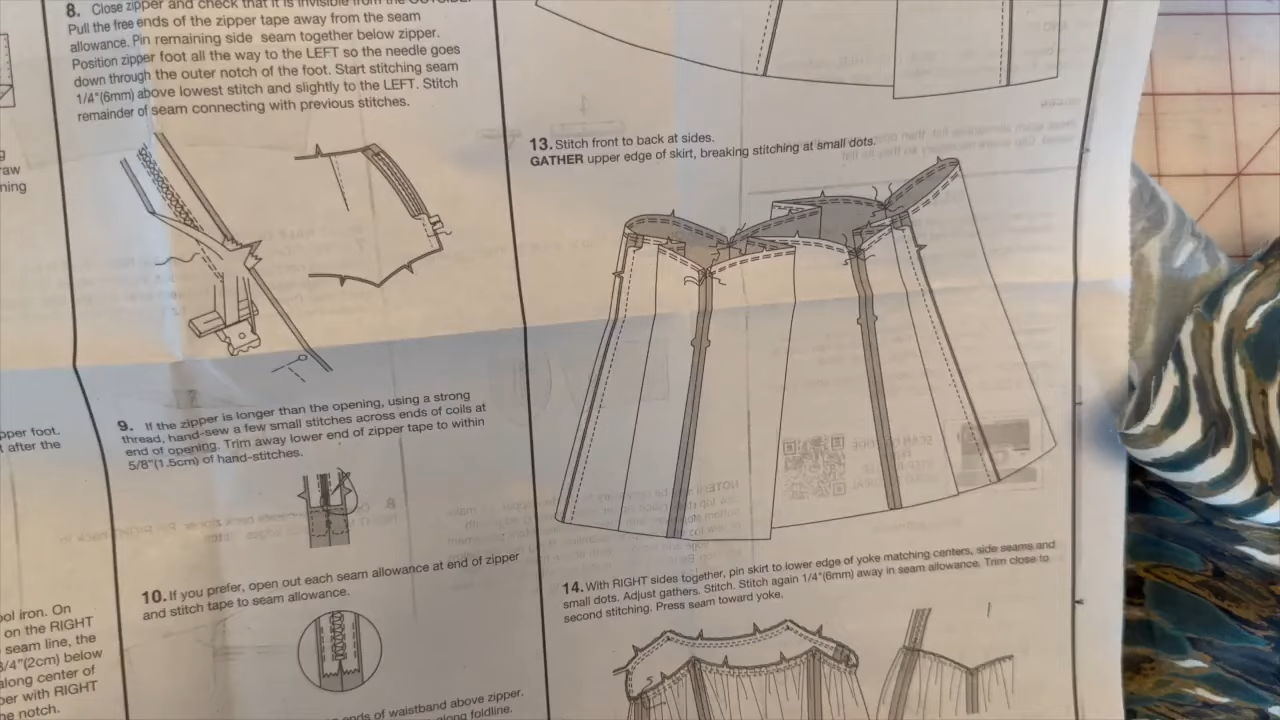 8. Close zipper and check that it is invisible from the OUTSIDE.
Pull the free ends of the zipper tape away from the seam
allowance. Pin remaining side seam together below zipper.
Position zipper foot all the way to the LEFT so the needle goes
down through the outer notch of the foot. Start stitching seam
1/4"(6mm) above lowest stitch and slightly to the LEFT. Stitch
remainder of seam connecting with previous stitches.
9. If the zipper is longer than the opening, using a strong
thread, hand-sew a few small stitches across ends of coils at
end of opening. Trim away lower end of zipper tape to within
5/8"(1.5cm) of hand-stitches.
10. If you prefer, open out each seam allowance at end of zipper
and stitch tape to seam allowance.
ends of waistband above zipper.
along foldline.
pper foot.
t after the
ool iron. On
on the RIGHT
seam line, the
3/4"(2cm) below
along center of
per with RIGHT
he notch.
13. Stitch front to back at sides.
GATHER upper edge of skirt, breaking stitching at small dots.
14. With RIGHT sides together, pin skirt to lower edge of yoke matching centers, side seams and
small dots. Adjust gathers. Stitch. Stitch again 1/4"(6mm) away in seam allowance. Trim close to
second stitching. Press seam toward yoke.